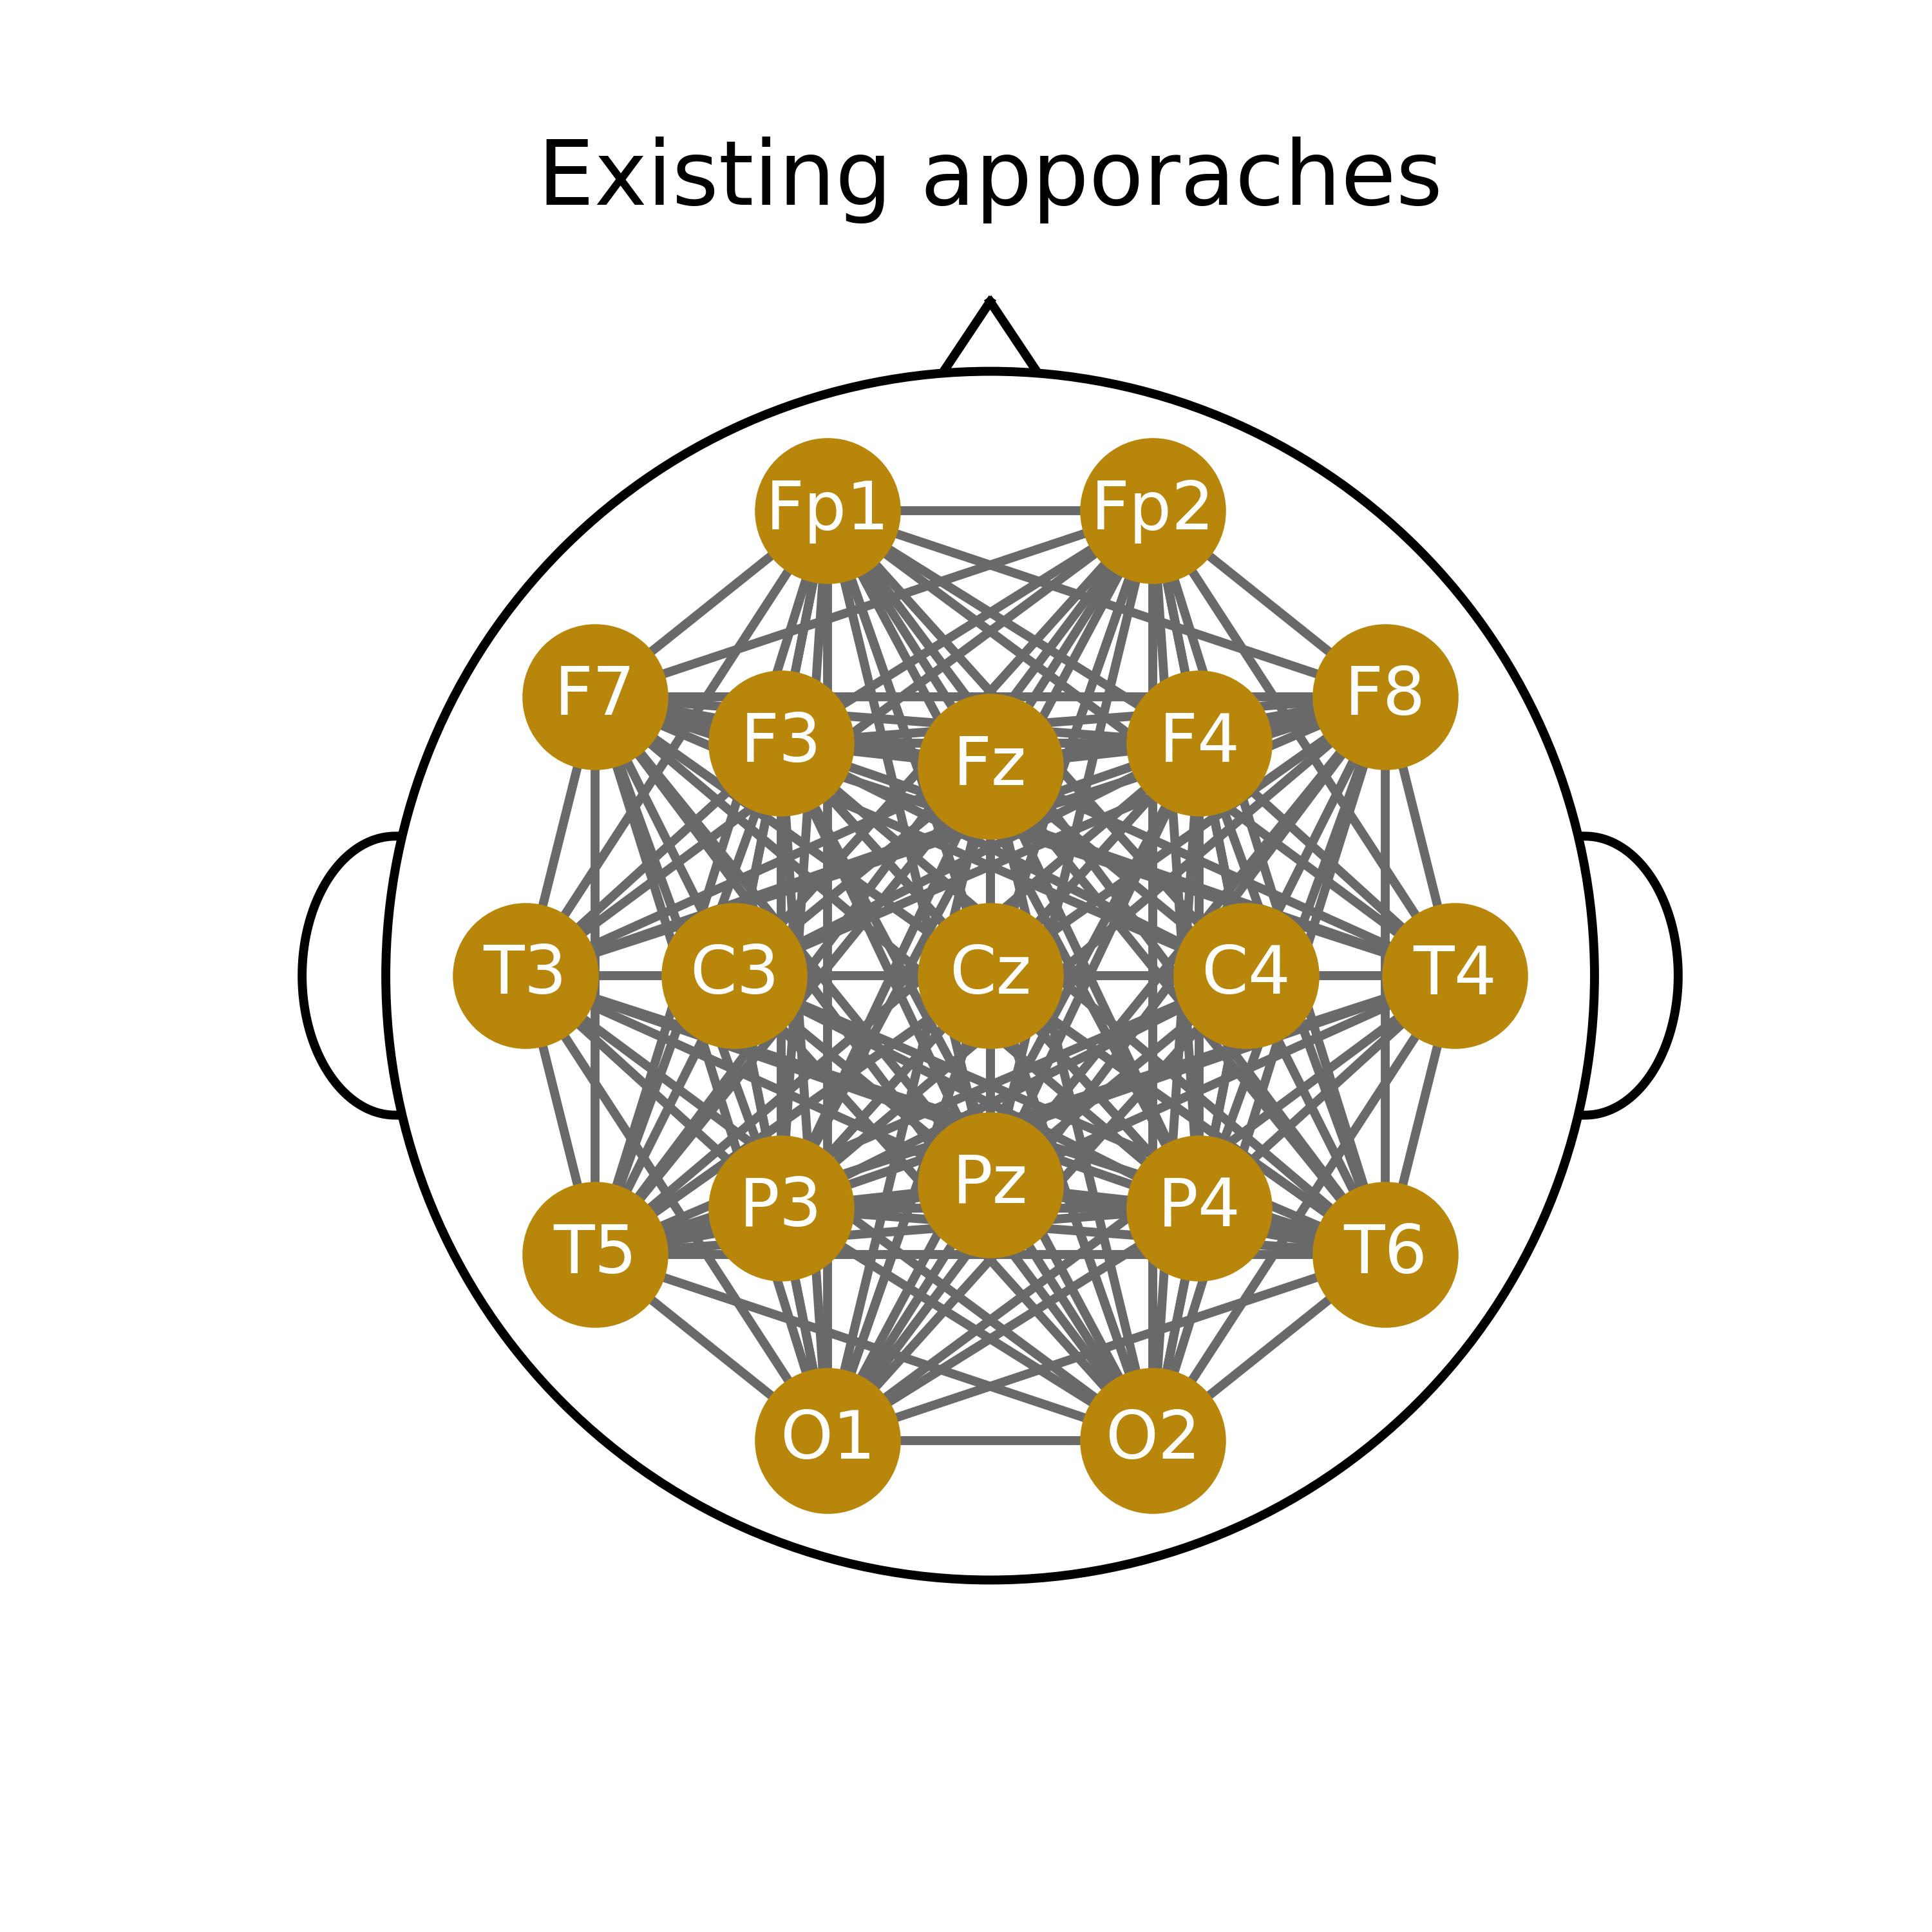 Existing apporaches
Fp1 Fp2
F7 F3 Fz F4 F8
T3 C3 Cz C4 T4
T5 P3 Pz P4 T6
O1 O2